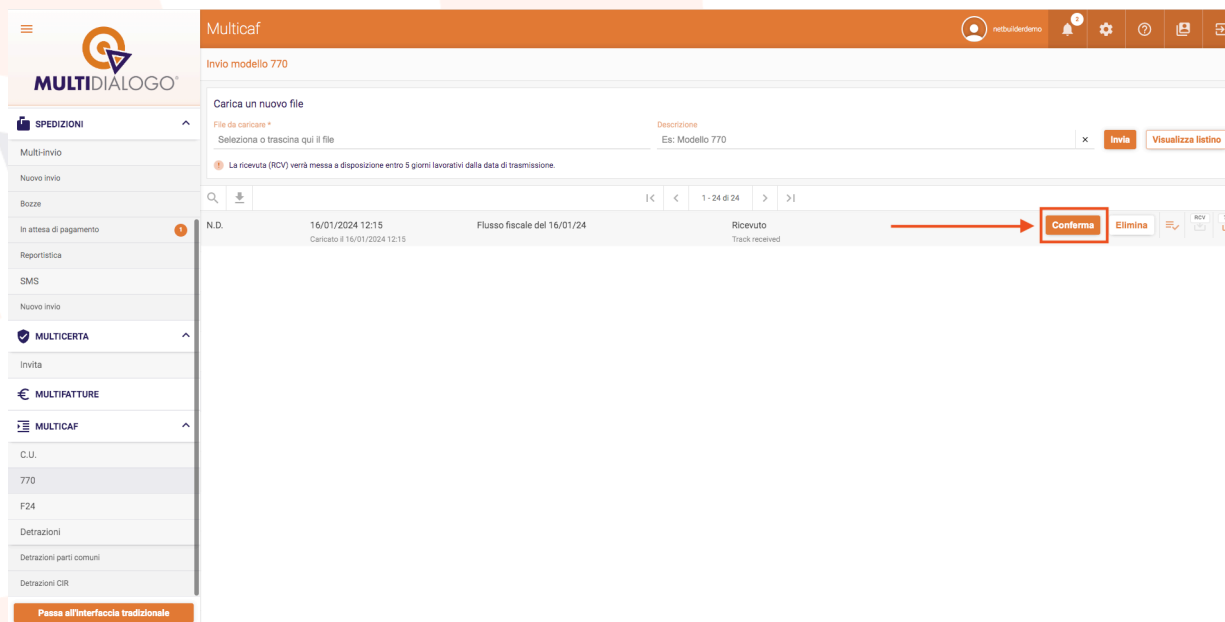 Multicaf
netbuilderdemo
2
MULTIDIALOGO®
Invio modello 770
Carica un nuovo file
File da caricare *
Seleziona o trascina qui il file
Descrizione
Es: Modello 770
×
Invia
Visualizza listino
La ricevuta (RCV) verrà messa a disposizione entro 5 giorni lavorativi dalla data di trasmissione.
1 - 24 di 24
N.D.
16/01/2024 12:15
Caricato il 16/01/2024 12:15
Flusso fiscale del 16/01/24
Ricevuto
Track received
Conferma
Elimina
RCV
SPEDIZIONI
Multi-invio
Nuovo invio
Bozze
In attesa di pagamento
1
Reportistica
SMS
Nuovo invio
MULTICERTA
Invita
MULTIFATTURE
MULTICAF
C.U.
770
F24
Detrazioni
Detrazioni parti comuni
Detrazioni CIR
Passa all'interfaccia tradizionale